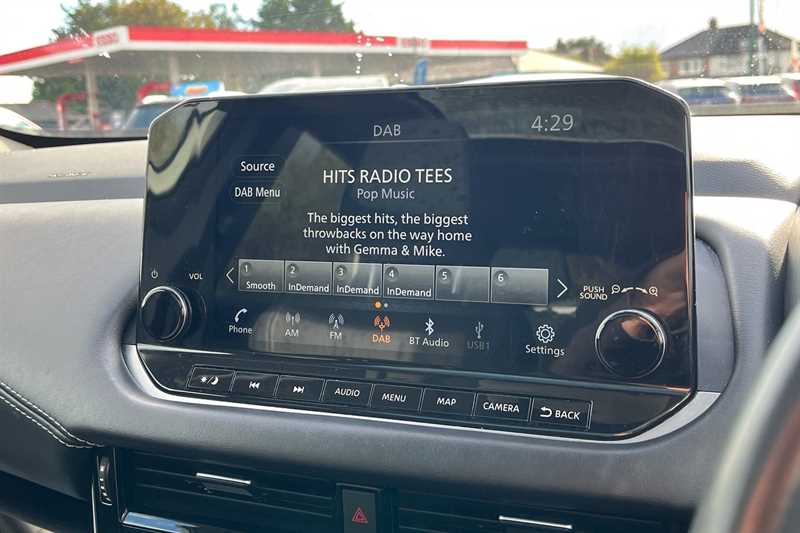 Esso
DAB
4:29
Source
HITS RADIO TEES
DAB Menu
Pop Music
The biggest hits, the biggest
throwbacks on the way home
with Gemma & Mike.
1 2 3 4 5 6
Smooth InDemand InDemand InDemand
VOL
PUSH
SOUND
Phone AM FM DAB BT Audio USB1 Settings
AUDIO MENU MAP CAMERA BACK